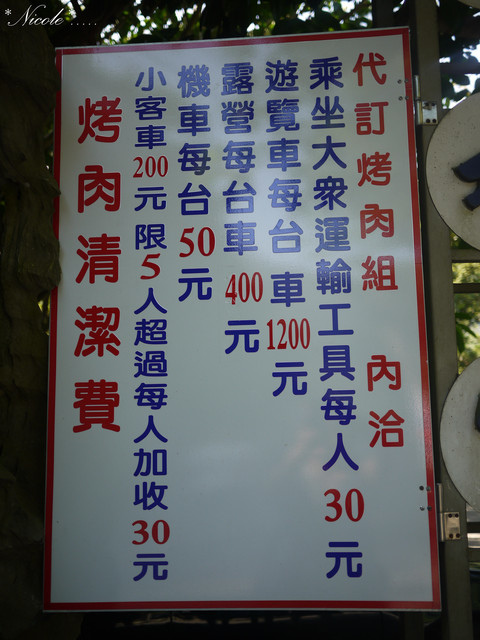 *Nicole .....
烤肉清潔費
小客車200元 限5人超過每人加收30元
機車每台50元
露營每台車400元
遊覽車每台 車1200元
乘坐大眾運輸工具每人30元
代訂烤肉組 內洽